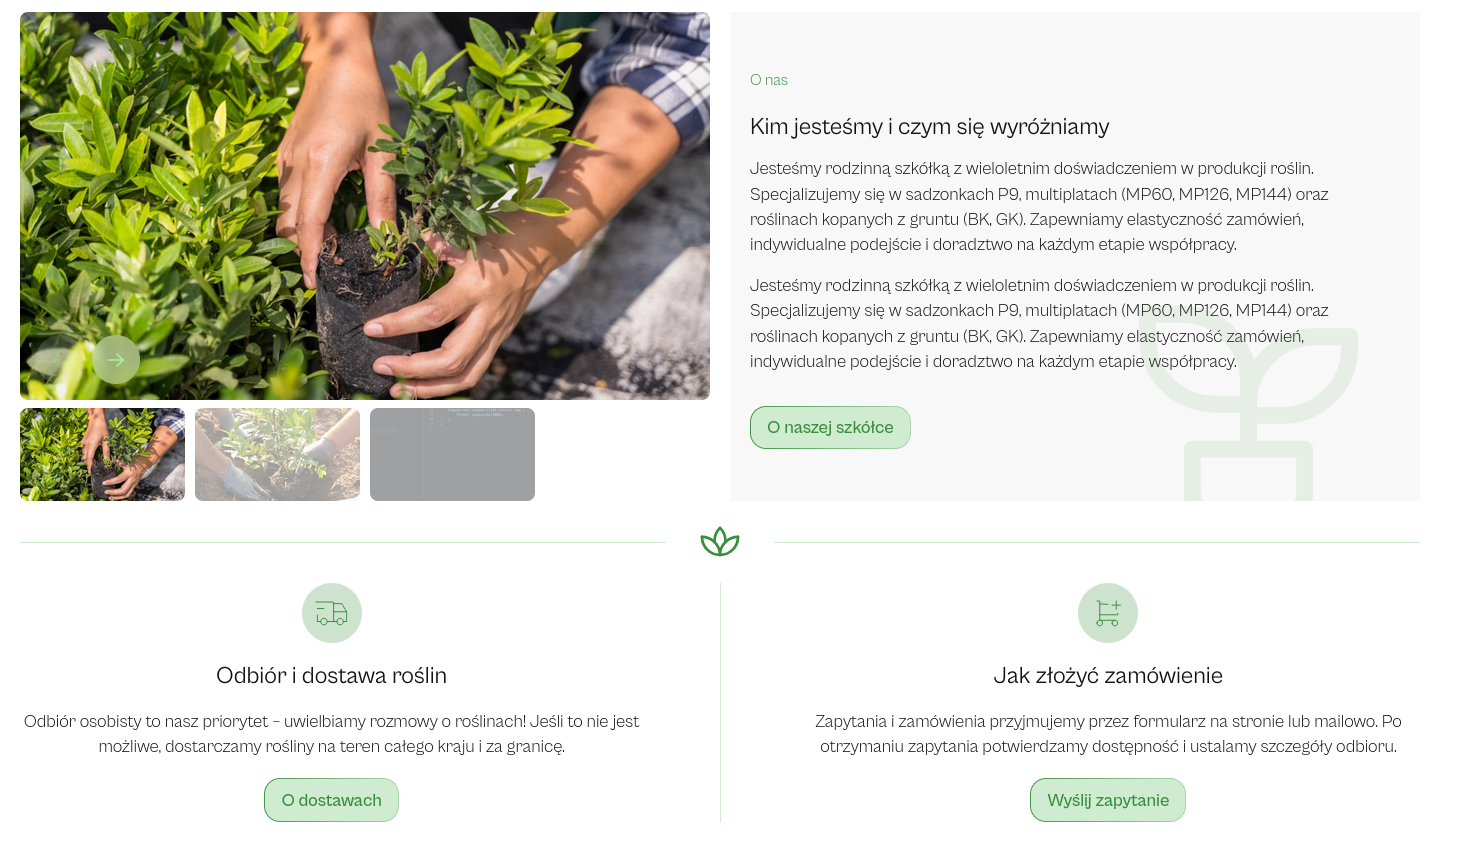 O nas
Kim jesteśmy i czym się wyróżniamy
Jesteśmy rodzinną szkółką z wieloletnim doświadczeniem w produkcji roślin.
Specjalizujemy się w sadzonkach P9, multiplatach (MP60, MP126, MP144) oraz
roślinach kopanych z gruntu (BK, GK). Zapewniamy elastyczność zamówień,
indywidualne podejście i doradztwo na każdym etapie współpracy.
Jesteśmy rodzinną szkółką z wieloletnim doświadczeniem w produkcji roślin.
Specjalizujemy się w sadzonkach P9, multiplatach (MP60, MP126, MP144) oraz
roślinach kopanych z gruntu (BK, GK). Zapewniamy elastyczność zamówień,
indywidualne podejście i doradztwo na każdym etapie współpracy.
O naszej szkółce
Odbiór i dostawa roślin
Odbiór osobisty to nasz priorytet – uwielbiamy rozmowy o roślinach! Jeśli to nie jest
możliwe, dostarczamy rośliny na teren całego kraju i za granicę.
O dostawach
Jak złożyć zamówienie
Zapytania i zamówienia przyjmujemy przez formularz na stronie lub mailowo. Po
otrzymaniu zapytania potwierdzamy dostępność i ustalamy szczegóły odbioru.
Wyślij zapytanie